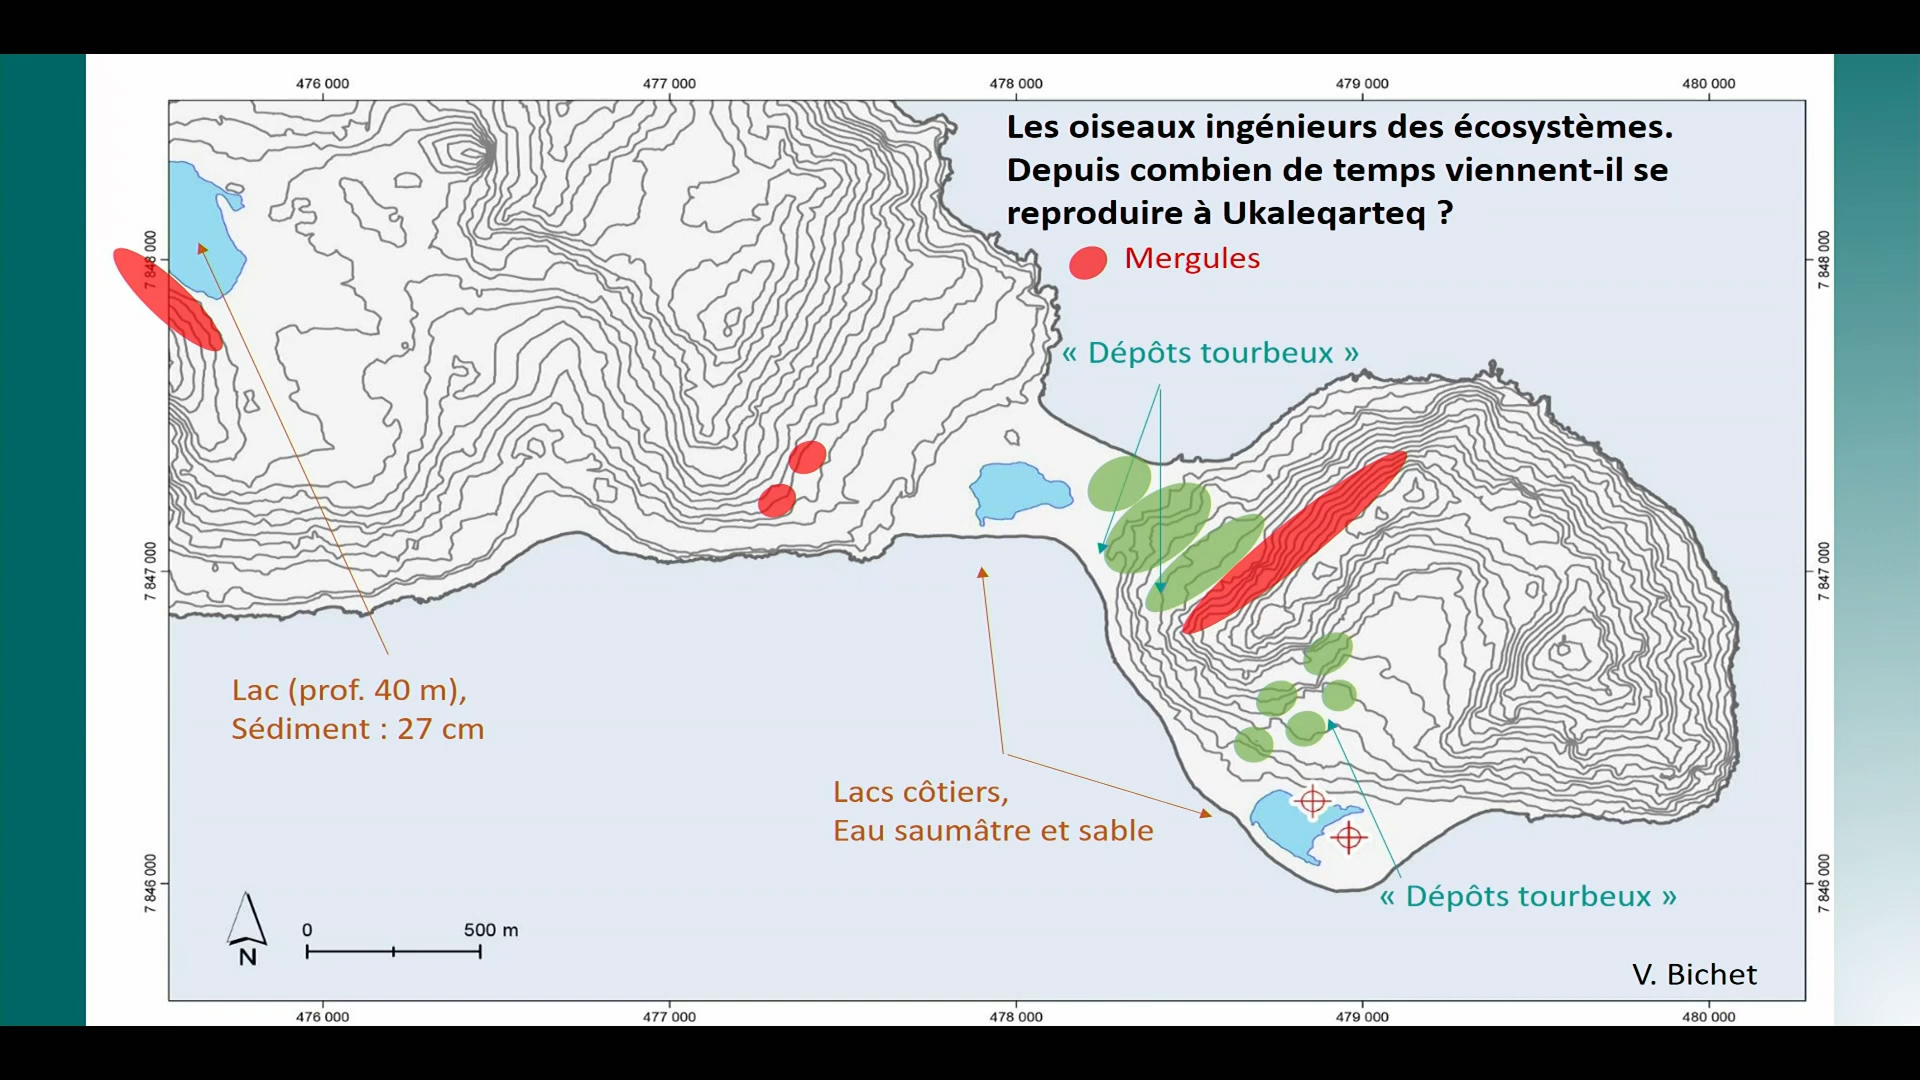 476 000
477 000
478 000
479 000
480 000
Les oiseaux ingénieurs des écosystèmes.
Depuis combien de temps viennent-il se
reproduire à Ukaleqarteq ?
Mergules
7 848 000
7 848 000
« Dépôts tourbeux »
7 847 000
7 847 000
Lac (prof. 40 m),
Sédiment : 27 cm
Lacs côtiers,
Eau saumâtre et sable
7 846 000
7 846 000
« Dépôts tourbeux »
0
500 m
N
V. Bichet
476 000
477 000
478 000
479 000
480 000